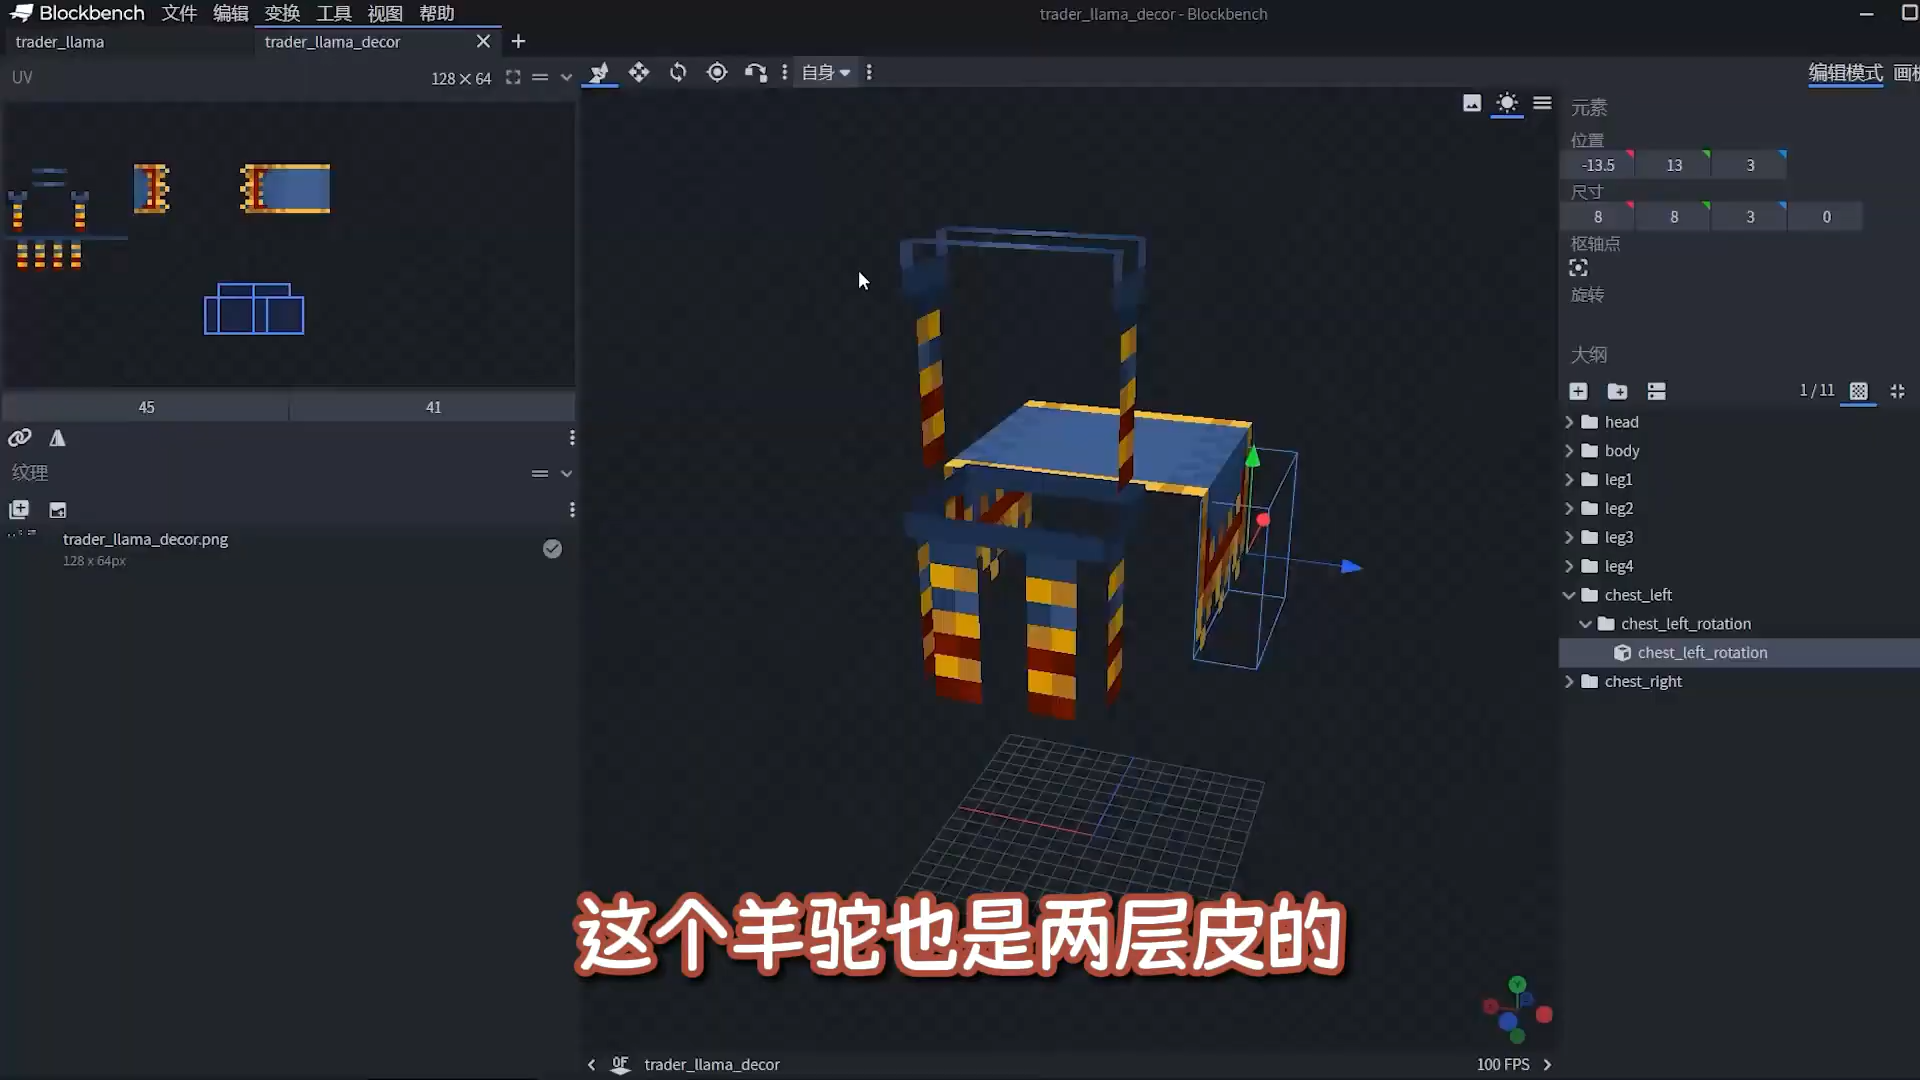 Blockbench 文件 编辑 变换 工具 视图 帮助
trader_llama_decor - Blockbench
trader_llama
trader_llama_decor
UV
128 × 64
自身
编辑模式
元素
位置
-13.5 13 3
尺寸
8 8 3 0
枢轴点
旋转
大纲
1 / 11
head
body
leg1
leg2
leg3
leg4
chest_left
chest_left_rotation
chest_left_rotation
chest_right
45 41
纹理
trader_llama_decor.png
128 x 64px
这个羊驼也是两层皮的
OF trader_llama_decor
100 FPS